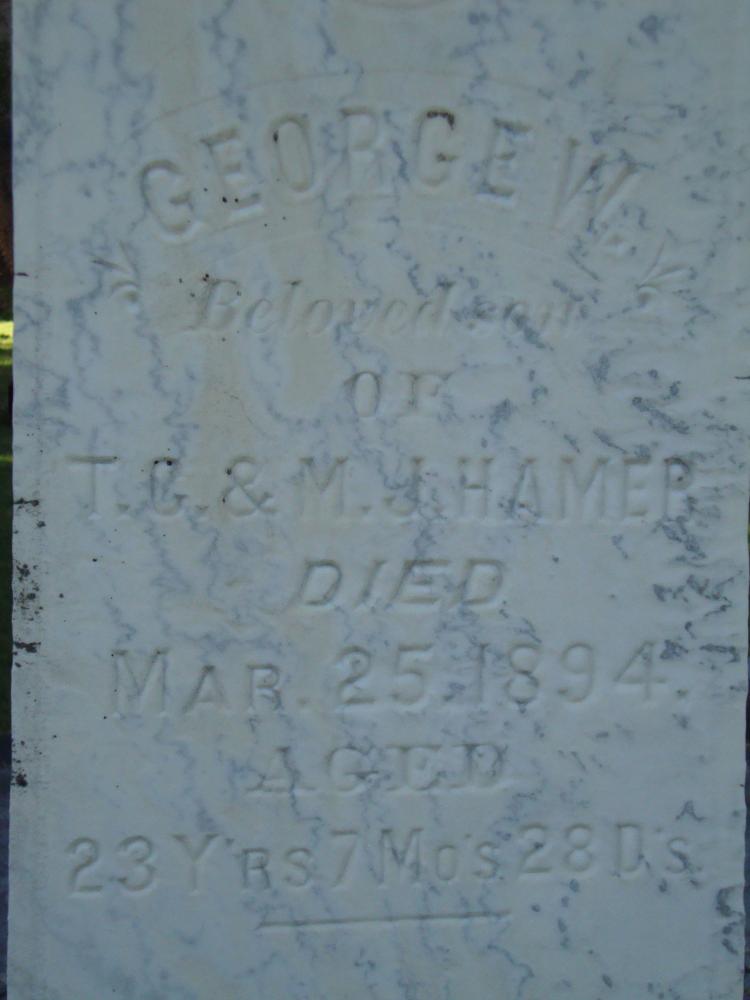 GEORGE W.
Beloved son
OF
T. C. & M. J. HAMER
DIED
MAR. 25. 1894.
AGED
23 Y'RS 7 MO'S 28 D'S.